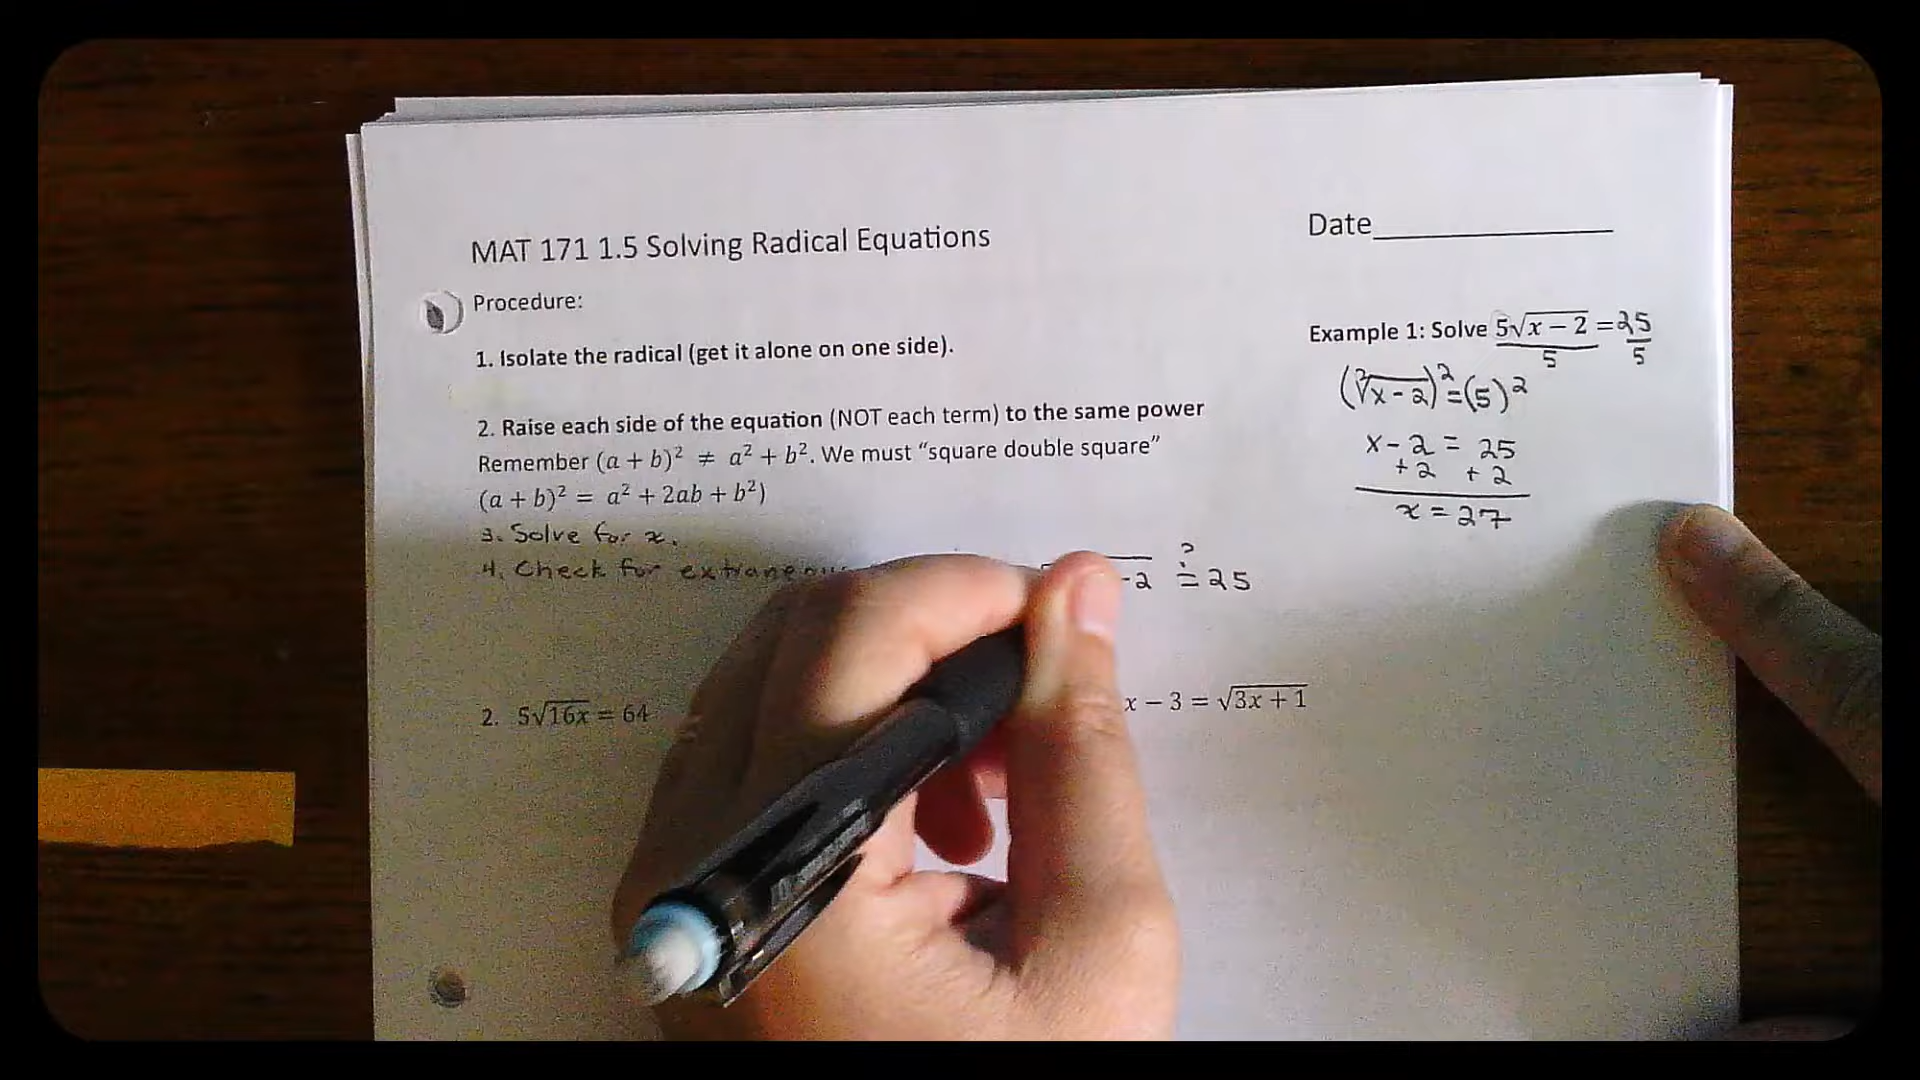 MAT 171 1.5 Solving Radical Equations
Date
Procedure:
1. Isolate the radical (get it alone on one side).
2. Raise each side of the equation (NOT each term) to the same power
Remember (a + b)² ≠ a² + b². We must “square double square”
(a + b)² = a² + 2ab + b²)
3. Solve for x.
4. Check for
-2 ≟ 25
Example 1: Solve 5√(x − 2) = 25
5 5
(²√(x-2))² = (5)²
x - 2 = 25
+2 +2
x = 27
2. 5√(16x) = 64
x − 3 = √(3x + 1)